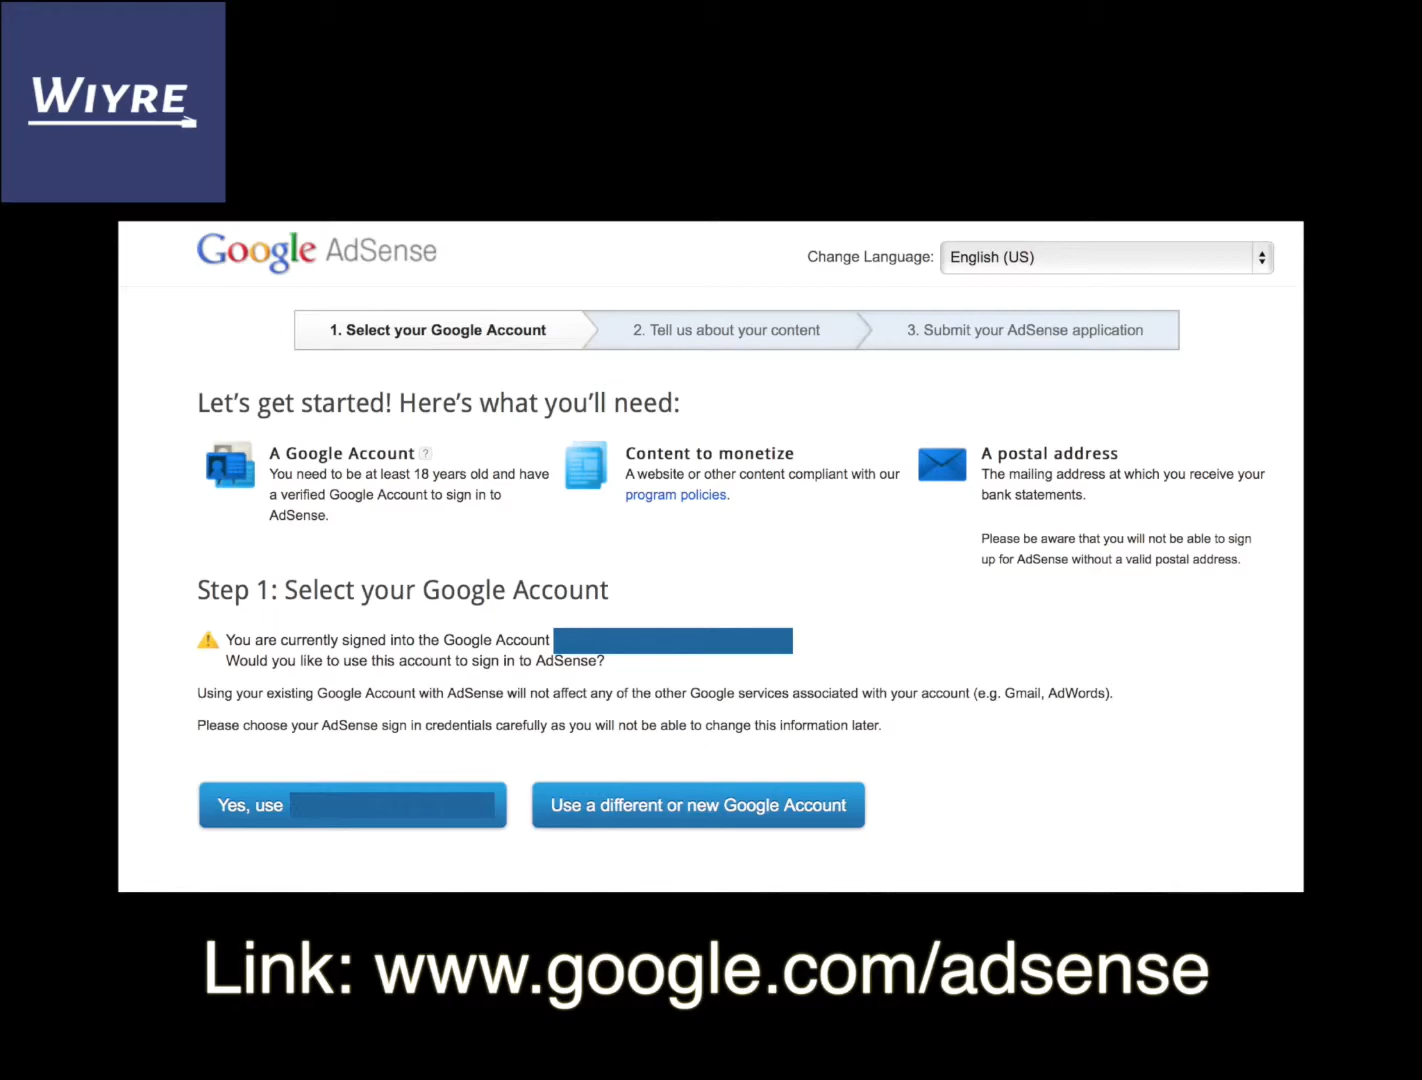 WIYRE
Google AdSense
Change Language: English (US)
1. Select your Google Account
2. Tell us about your content
3. Submit your AdSense application
Let's get started! Here's what you'll need:
A Google Account ?
You need to be at least 18 years old and have
a verified Google Account to sign in to
AdSense.
Content to monetize
A website or other content compliant with our
program policies.
A postal address
The mailing address at which you receive your
bank statements.
Please be aware that you will not be able to sign
up for AdSense without a valid postal address.
Step 1: Select your Google Account
You are currently signed into the Google Account
Would you like to use this account to sign in to AdSense?
Using your existing Google Account with AdSense will not affect any of the other Google services associated with your account (e.g. Gmail, AdWords).
Please choose your AdSense sign in credentials carefully as you will not be able to change this information later.
Yes, use
Use a different or new Google Account
Link: www.google.com/adsense